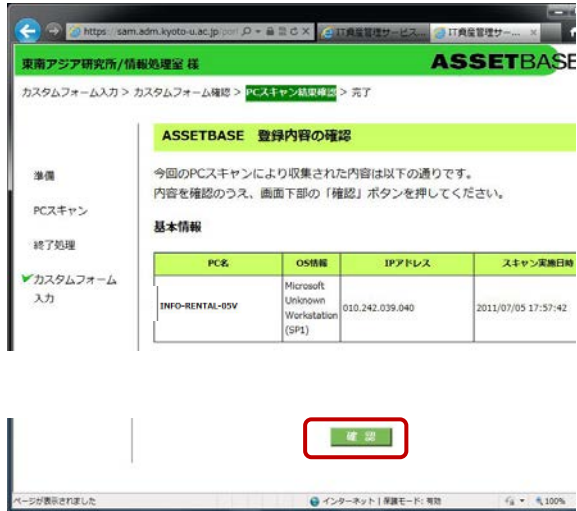 https://sam.adm.kyoto-u.ac.jp/por
IT資産管理サービス...
IT資産管理サー...
東南アジア研究所/情報処理室 様
ASSETBASE
カスタムフォーム入力 > カスタムフォーム確認 > PCスキャン結果確認 > 完了
ASSETBASE 登録内容の確認
準備
PCスキャン
終了処理
カスタムフォーム
入力
今回のPCスキャンにより収集された内容は以下の通りです。
内容を確認のうえ、画面下部の「確認」ボタンを押してください。
基本情報
PC名 OS情報 IPアドレス スキャン実施日時
INFO-RENTAL-05V Microsoft Unknown Workstation (SP1) 010.242.039.040 2011/07/05 17:57:42
確 認
ページが表示されました
インターネット | 保護モード: 有効
100%